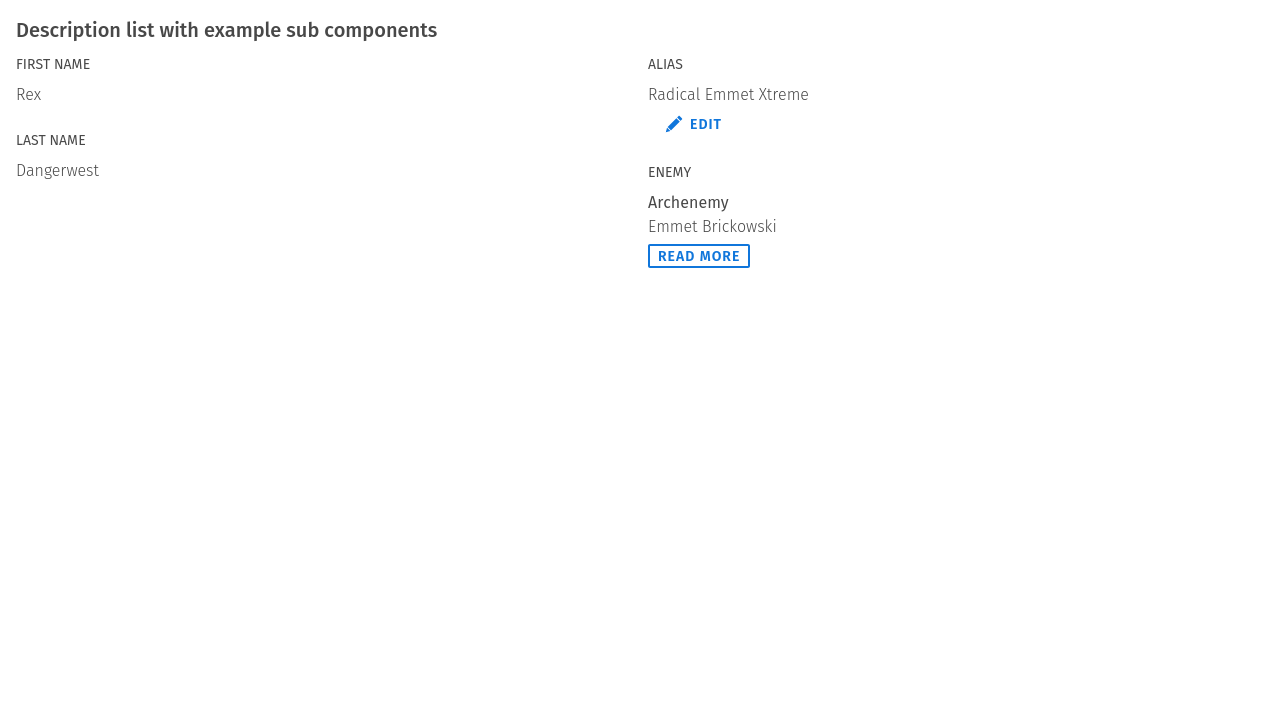 Description list with example sub components
FIRST NAME
Rex
LAST NAME
Dangerwest
ALIAS
Radical Emmet Xtreme
EDIT
ENEMY
Archenemy
Emmet Brickowski
READ MORE